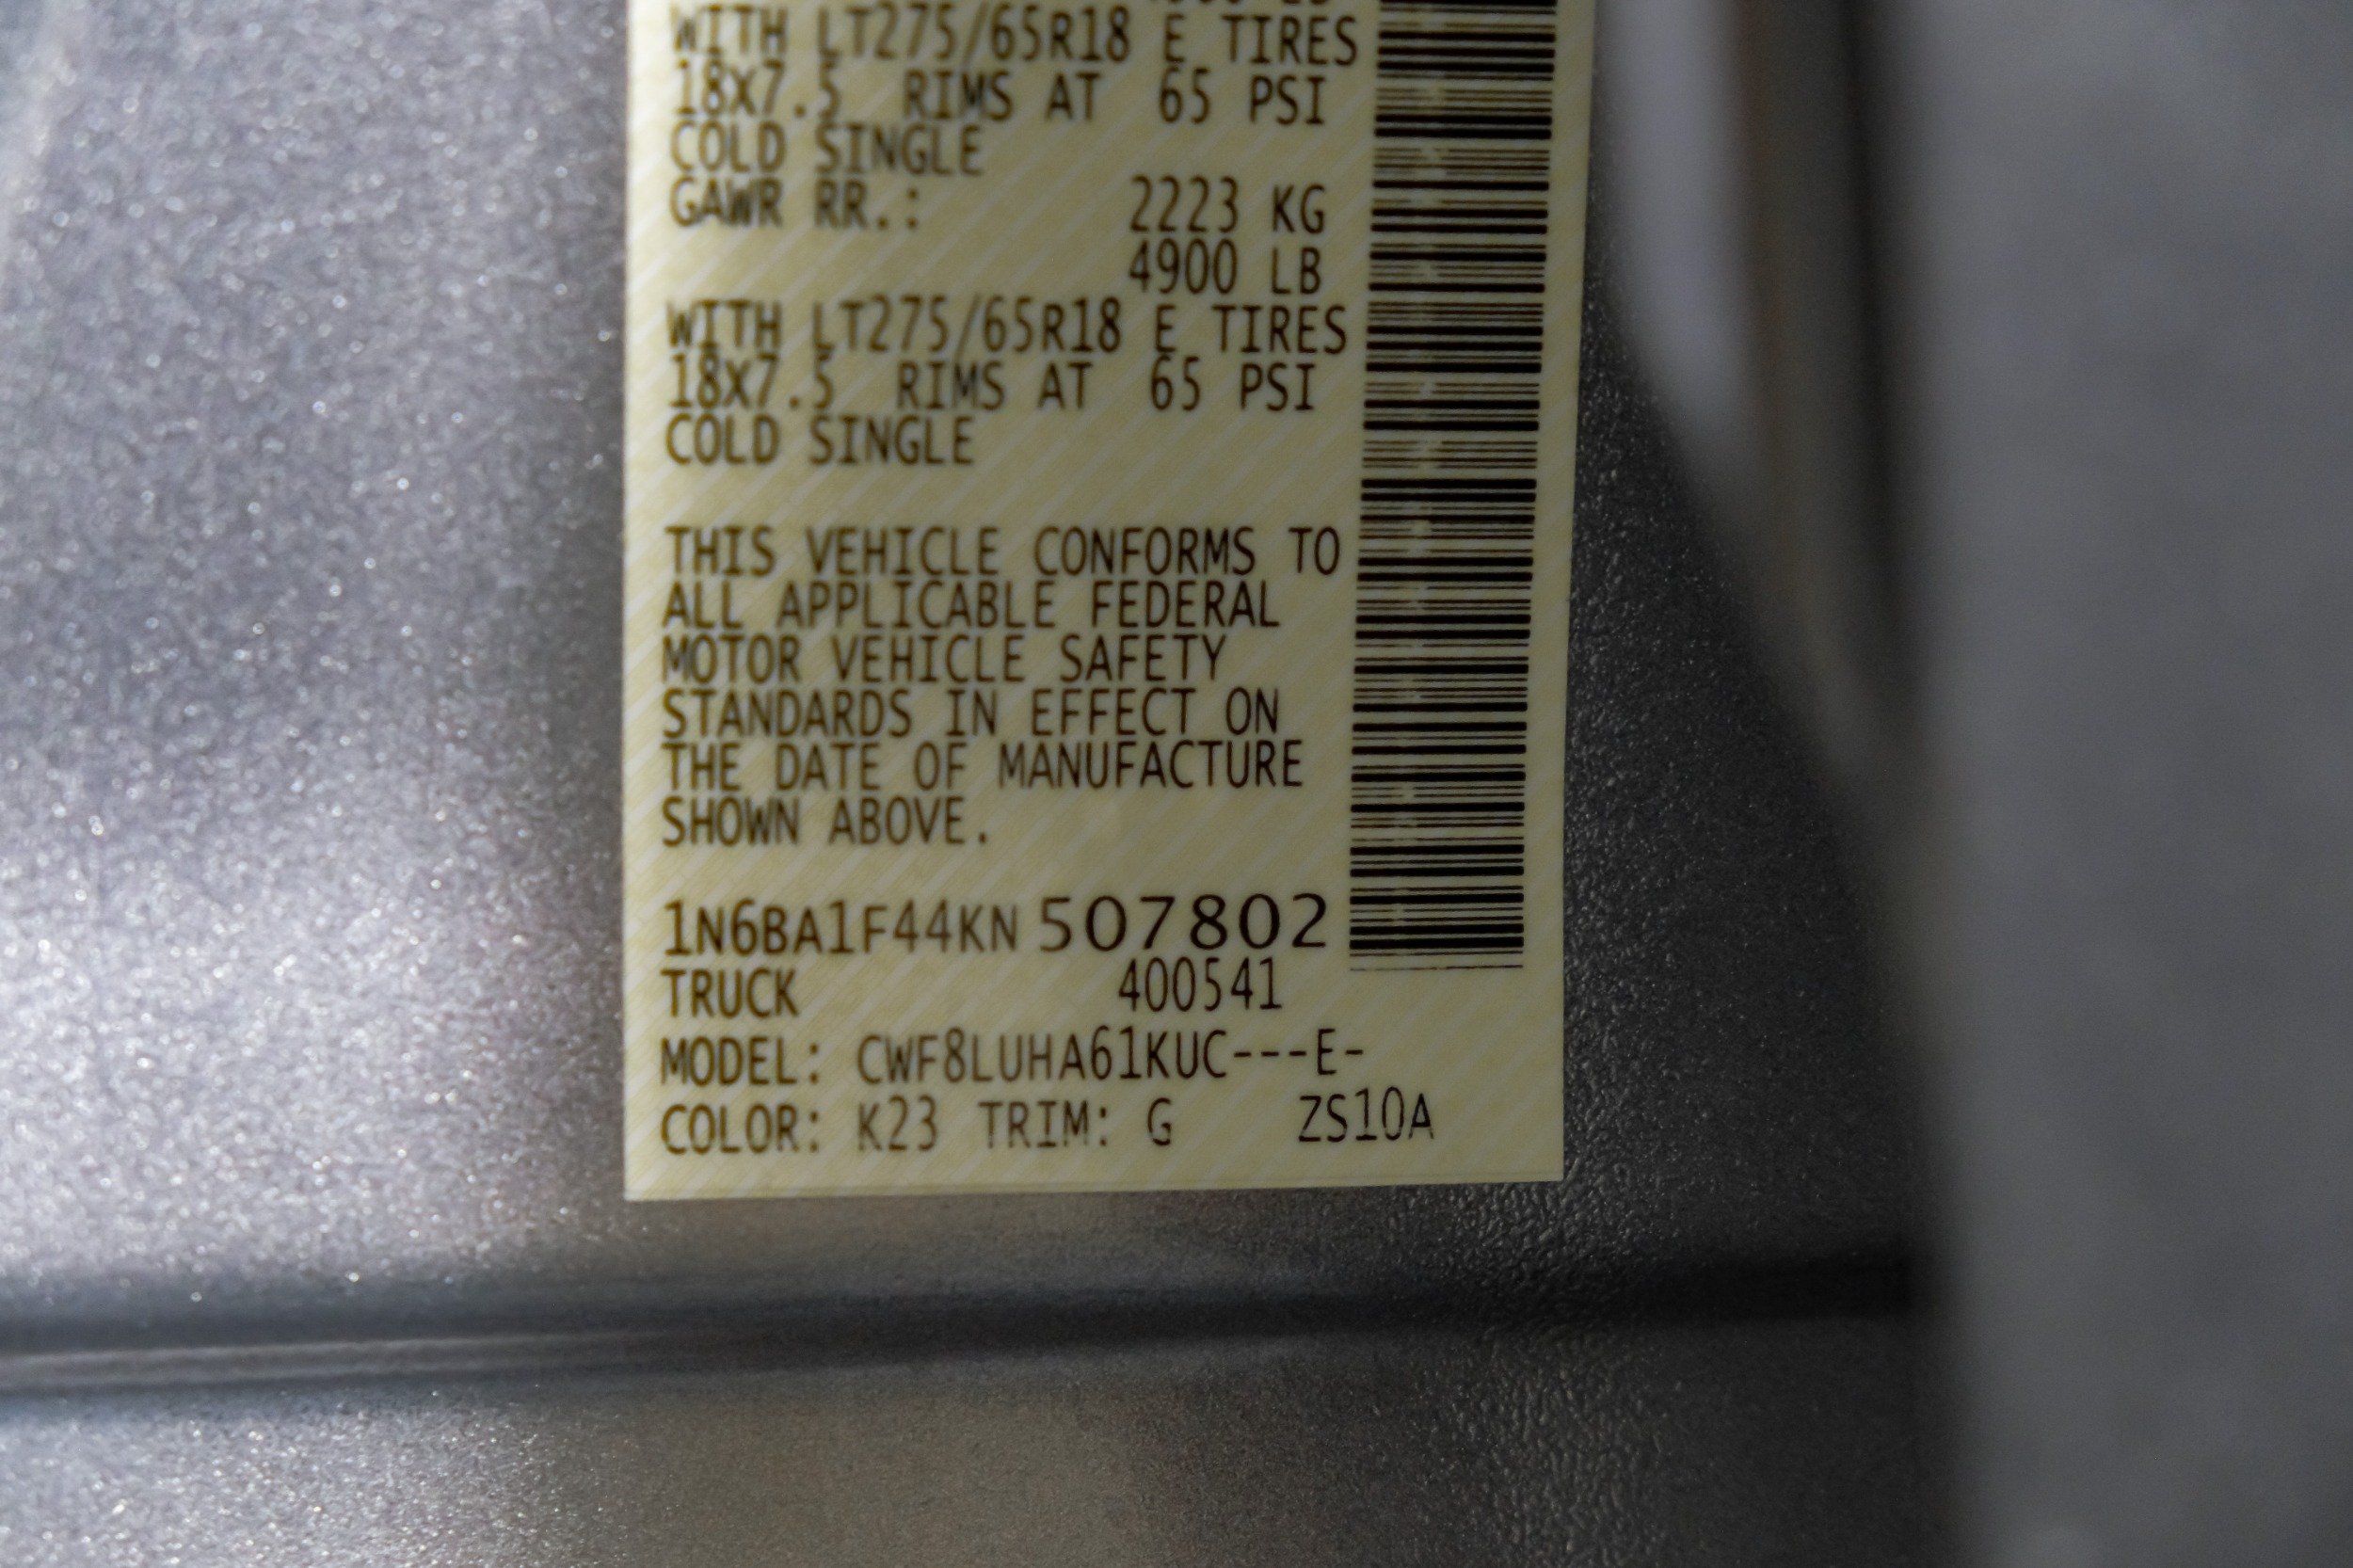 WITH LT275/65R18 E TIRES
18X7.5 RIMS AT 65 PSI
COLD SINGLE
GAWR RR.: 2223 KG
4900 LB
WITH LT275/65R18 E TIRES
18X7.5 RIMS AT 65 PSI
COLD SINGLE
THIS VEHICLE CONFORMS TO
ALL APPLICABLE FEDERAL
MOTOR VEHICLE SAFETY
STANDARDS IN EFFECT ON
THE DATE OF MANUFACTURE
SHOWN ABOVE.
1N6BA1F44KN 507802
TRUCK 400541
MODEL: CWF8LUHA61KUC---E-
COLOR: K23 TRIM: G ZS10A